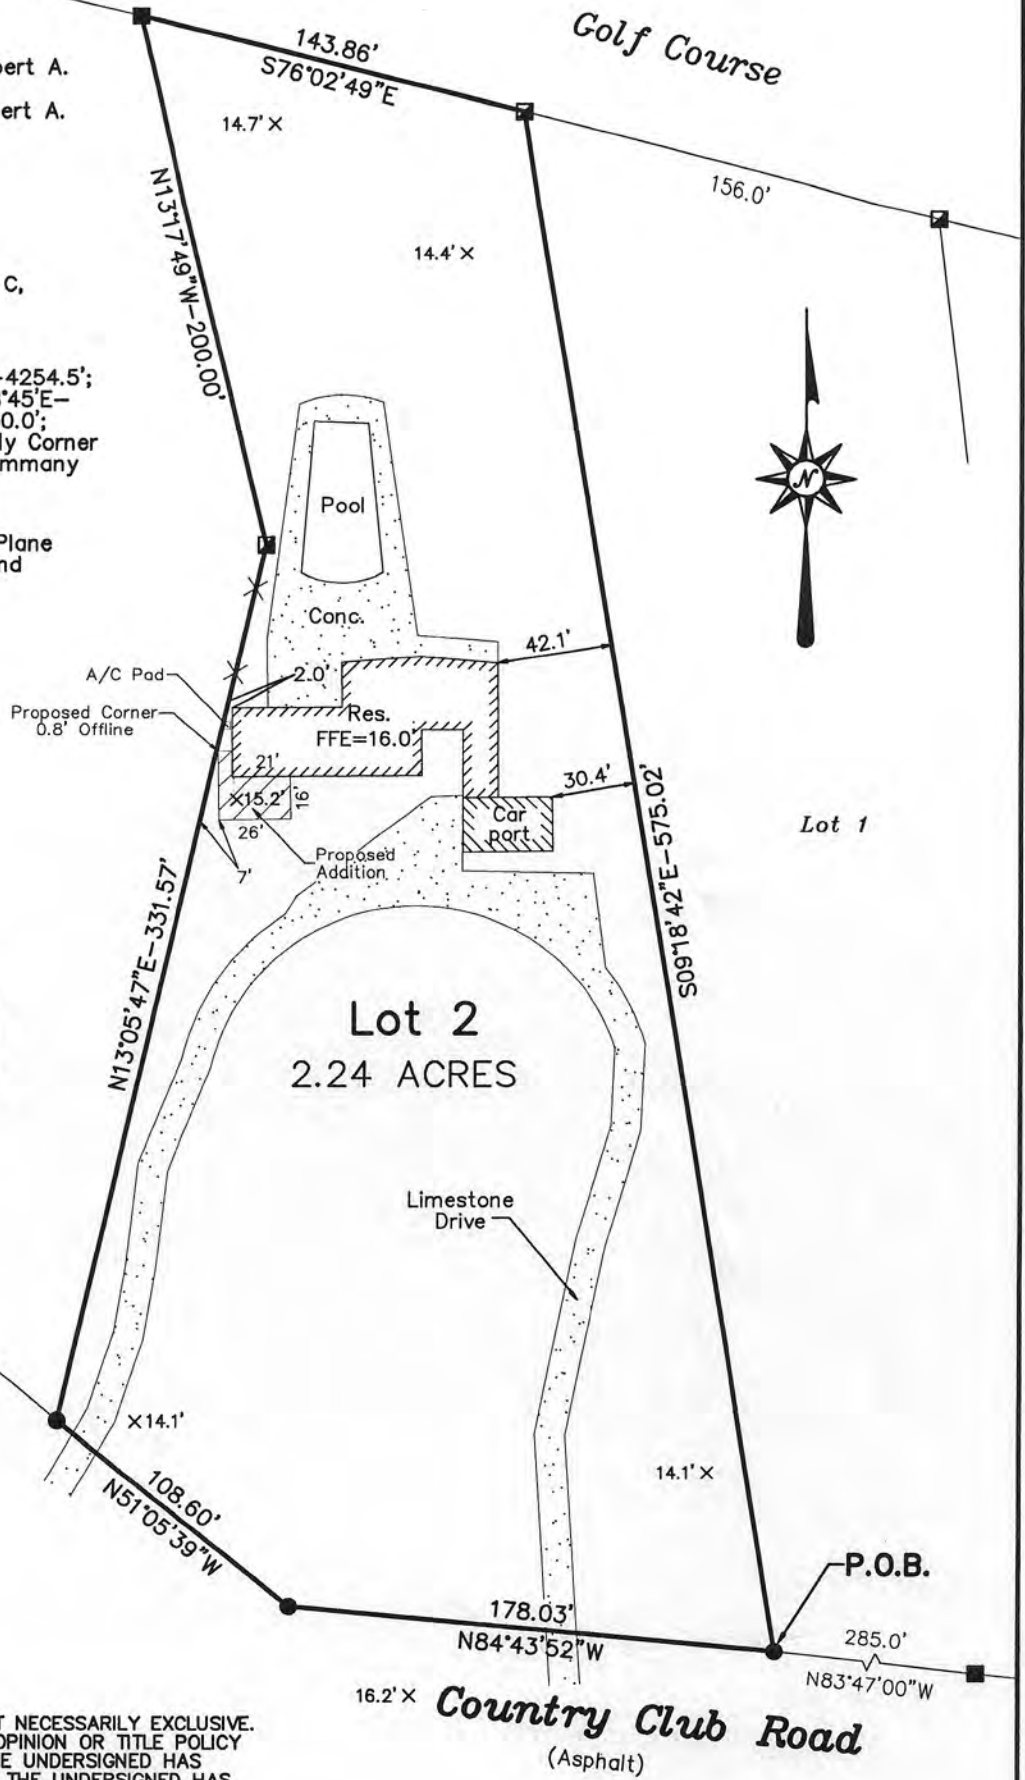 Golf Course
143.86'
S76°02'49"E
pert A.
ert A.
14.7' ×
156.0'
N13°17'49"W-200.00'
14.4' ×
C,
-4254.5';
°45'E-
0.0';
ly Corner
mmany
Plane
nd
N
Pool
Conc.
42.1'
A/C Pad
2.0'
Proposed Corner
0.8' Offline
Res.
FFE=16.0'
21'
30.4'
×15.2'
16'
Car
port
26'
Lot 1
Proposed
Addition
7'
N13°05'47"E-331.57'
S09°18'42"E-575.02'
Lot 2
2.24 ACRES
Limestone
Drive
×14.1'
14.1' ×
108.60'
N51°05'39"W
P.O.B.
178.03'
N84°43'52"W
285.0'
N83°47'00"W
16.2' ×
Country Club Road
(Asphalt)
T NECESSARILY EXCLUSIVE.
OPINION OR TITLE POLICY
E UNDERSIGNED HAS
THE UNDERSIGNED HAS